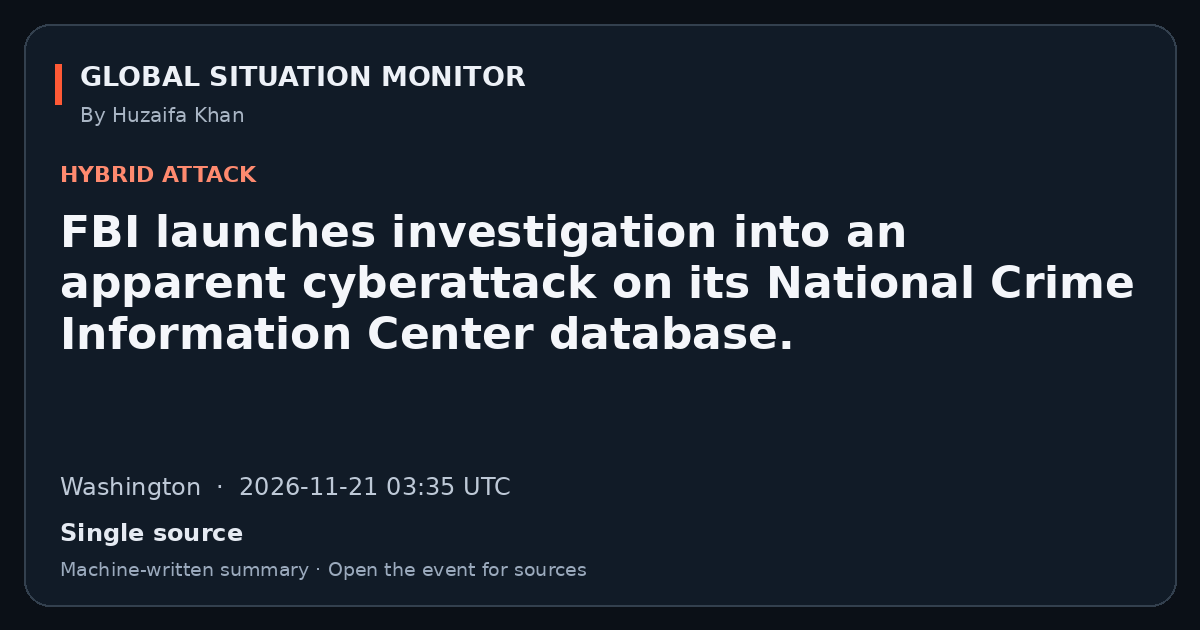 GLOBAL SITUATION MONITOR
By Huzaifa Khan
HYBRID ATTACK
FBI launches investigation into an
apparent cyberattack on its National Crime
Information Center database.
Washington · 2026-11-21 03:35 UTC
Single source
Machine-written summary · Open the event for sources